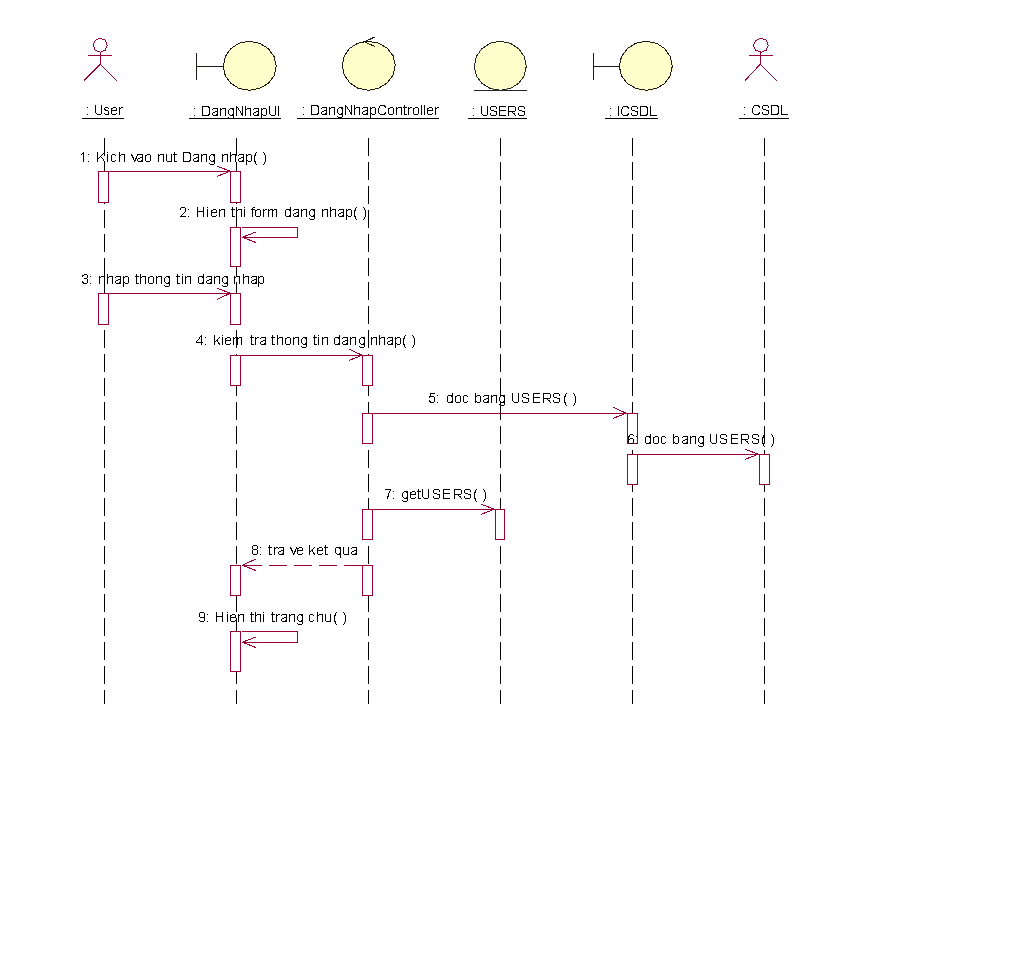 : User
: DangNhapUI
: DangNhapController
: USERS
: ICSDL
: CSDL
1: Kich vao nut Dang nhap( )
2: Hien thi form dang nhap( )
3: nhap thong tin dang nhap
4: kiem tra thong tin dang nhap( )
5: doc bang USERS( )
6: doc bang USERS( )
7: getUSERS( )
8: tra ve ket qua
9: Hien thi trang chu( )